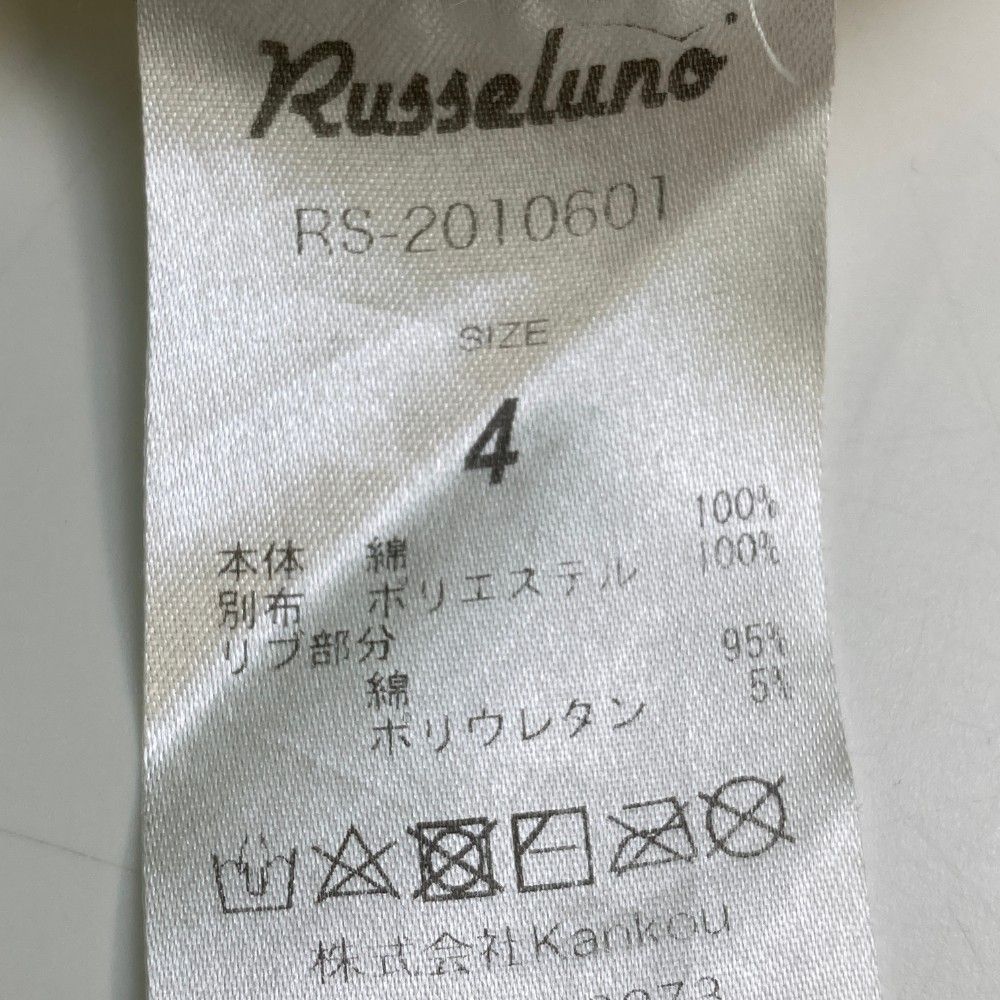 Russeluno
RS-2010601
SIZE
4
本体 綿 100%
別布 ポリエステル 100%
リブ部分
綿 95%
ポリウレタン 5%
株式会社Kankou